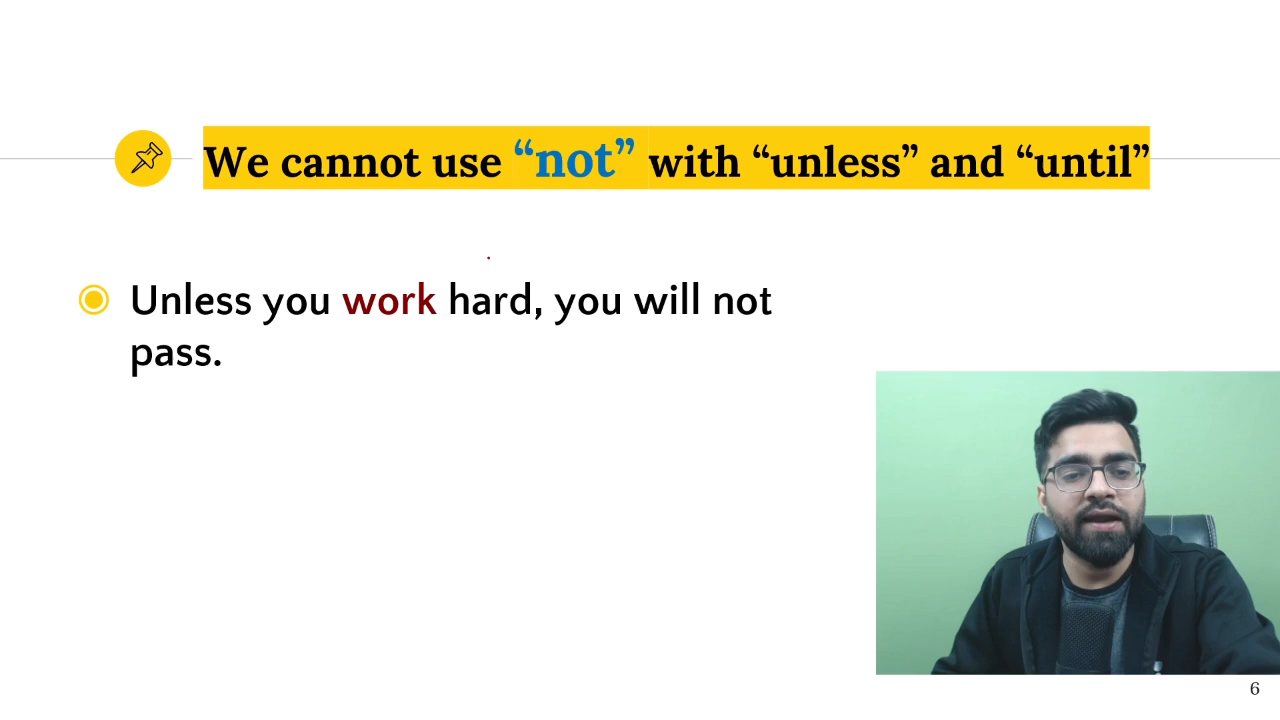 We cannot use “not” with “unless” and “until”
Unless you work hard, you will not
pass.
6